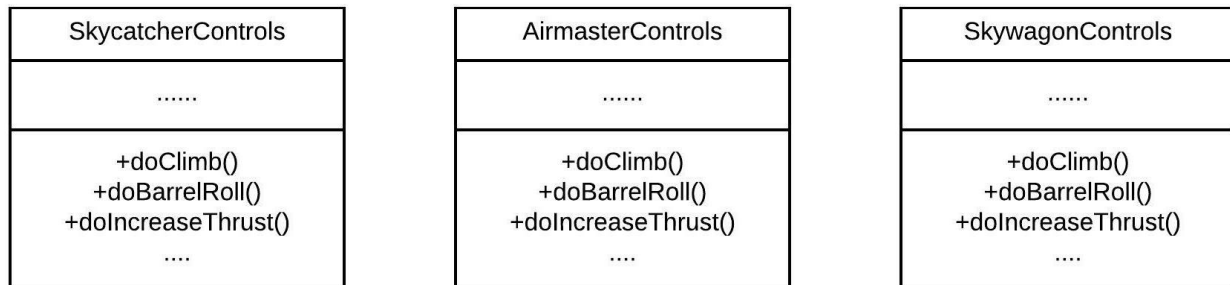 SkycatcherControls
......
+doClimb()
+doBarrelRoll()
+doIncreaseThrust()
....
AirmasterControls
......
+doClimb()
+doBarrelRoll()
+doIncreaseThrust()
....
SkywagonControls
......
+doClimb()
+doBarrelRoll()
+doIncreaseThrust()
....